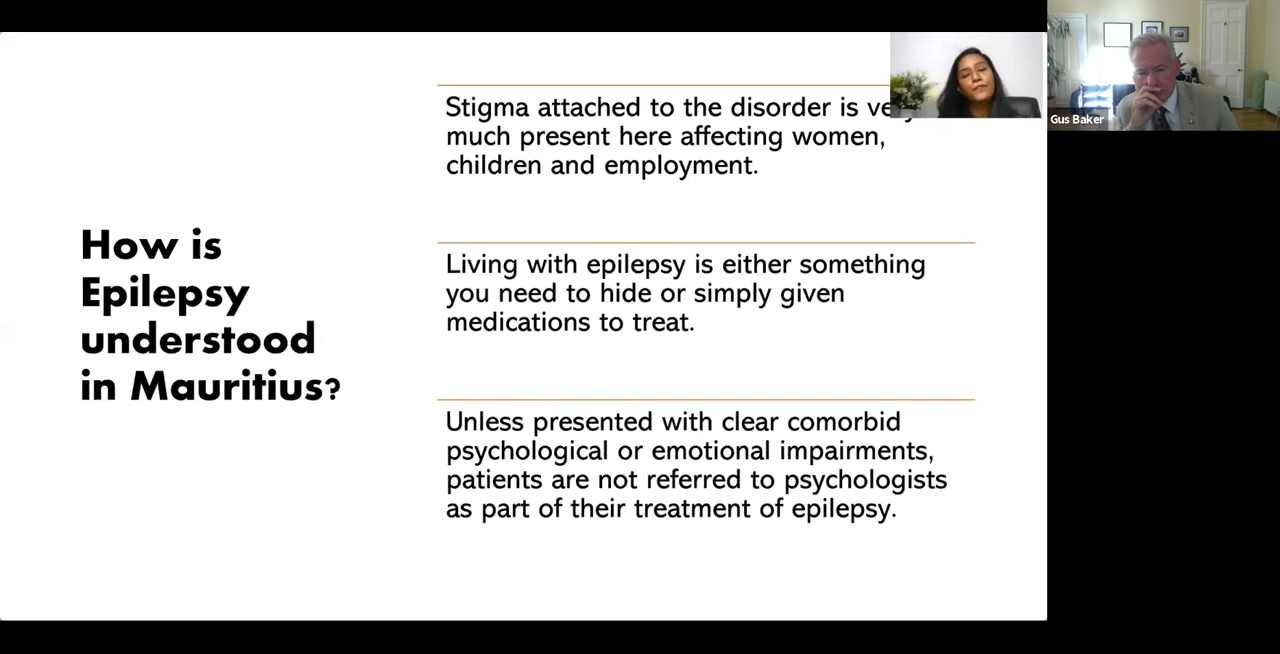 How is
Epilepsy
understood
in Mauritius?
Stigma attached to the disorder is very
much present here affecting women,
children and employment.
Living with epilepsy is either something
you need to hide or simply given
medications to treat.
Unless presented with clear comorbid
psychological or emotional impairments,
patients are not referred to psychologists
as part of their treatment of epilepsy.
Gus Baker